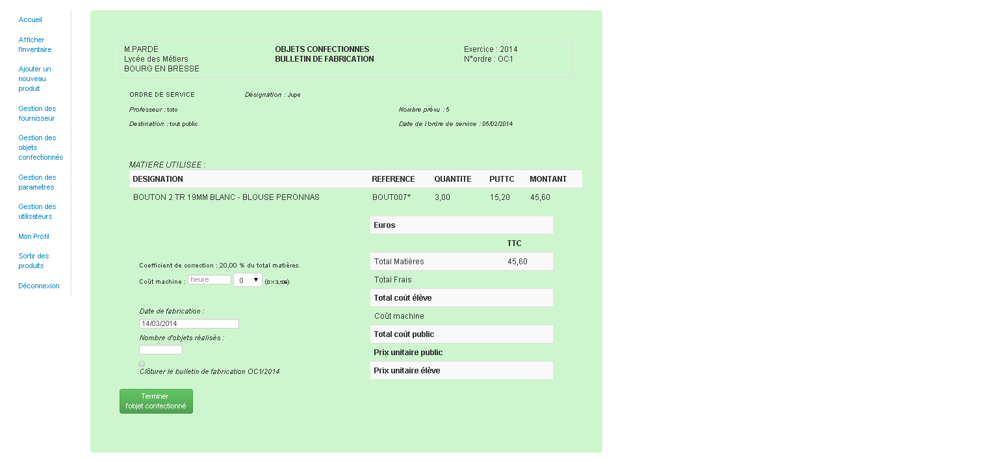 Accueil
Afficher
l'inventaire
Ajouter un
nouveau
produit
Gestion des
fournisseur
Gestion des
objets
confectionnés
Gestion des
parametres
Gestion des
utilisateurs
Mon Profil
Sortir des
produits
Déconnexion
M.PARDE OBJETS CONFECTIONNES Exercice : 2014
Lycée des Métiers BULLETIN DE FABRICATION N°ordre : OC1
BOURG EN BRESSE
ORDRE DE SERVICE Désignation : Jupe
Professeur : toto Nombre prévu : 5
Destination : tout public Date de l'ordre de service : 05/02/2014
MATIERE UTILISEE :
DESIGNATION REFERENCE QUANTITE PUTTC MONTANT
BOUTON 2 TR 19MM BLANC - BLOUSE PERONNAS BOUT007* 3,00 15,20 45,60
Euros
TTC
Total Matières 45,60
Total Frais
Total coût élève
Coût machine
Total coût public
Prix unitaire public
Prix unitaire élève
Coefficient de correction : 20,00 % du total matières.
Coût machine : heure 0 (0 x 3,10€)
Date de fabrication :
14/03/2014
Nombre d'objets réalisés :
Clôturer le bulletin de fabrication OC1/2014
Terminer
l'objet confectionné